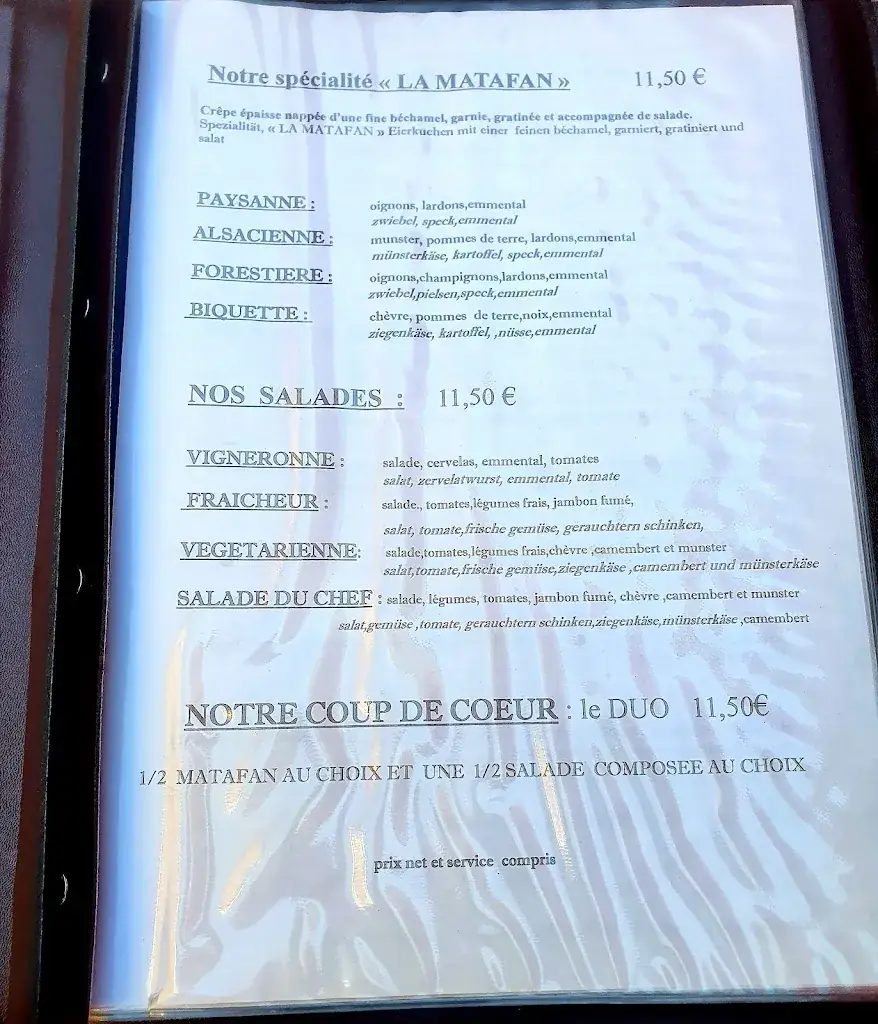 Notre spécialité « LA MATAFAN » 11,50 €
Crêpe épaisse nappée d'une fine béchamel, garnie, gratinée et accompagnée de salade.
Spezialität, « LA MATAFAN » Eierkuchen mit einer feinen béchamel, garniert, gratiniert und
salat
PAYSANNE : oignons, lardons,emmental
zwiebel, speck,emmental
ALSACIENNE : munster, pommes de terre, lardons,emmental
münsterkäse, kartoffel, speck,emmental
FORESTIERE : oignons,champignons,lardons,emmental
zwiebel,pielsen,speck,emmental
BIQUETTE : chèvre, pommes de terre,noix,emmental
ziegenkäse, kartoffel, ,nüsse,emmental
NOS SALADES : 11,50 €
VIGNERONNE : salade, cervelas, emmental, tomates
salat, zervelatwurst, emmental, tomate
FRAICHEUR : salade., tomates,légumes frais, jambon fumé,
salat, tomate,frische gemüse, gerauchtern schinken,
VEGETARIENNE: salade,tomates,légumes frais,chèvre ,camembert et munster
salat,tomate,frische gemüse,ziegenkäse ,camembert und münsterkäse
SALADE DU CHEF : salade, légumes, tomates, jambon fumé, chèvre ,camembert et munster
salat,gemüse ,tomate, gerauchtern schinken,ziegenkäse,münsterkäse ,camembert
NOTRE COUP DE COEUR : le DUO 11,50€
1/2 MATAFAN AU CHOIX ET UNE 1/2 SALADE COMPOSEE AU CHOIX
prix net et service compris